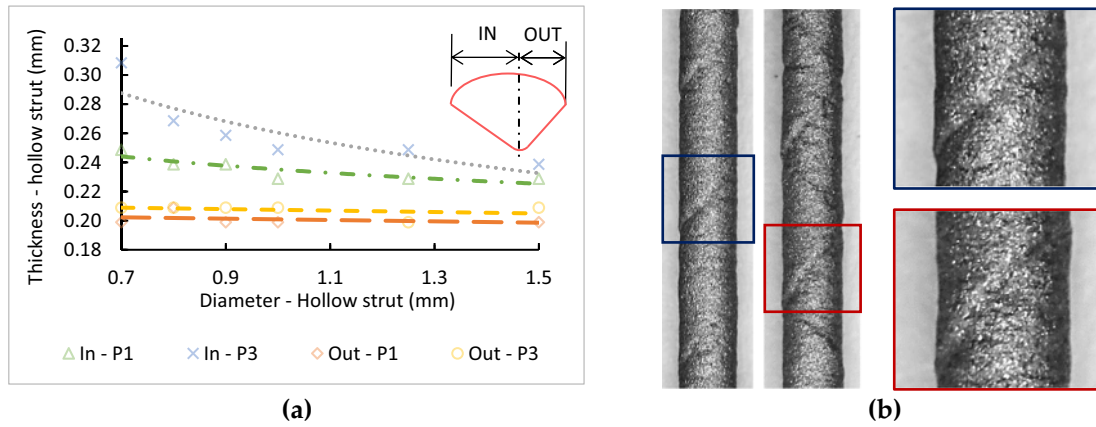 Thickness - hollow strut (mm)
0.32
0.30
0.28
0.26
0.24
0.22
0.20
0.18
IN OUT
0.7 0.9 1.1 1.3 1.5
Diameter - Hollow strut (mm)
In - P1 In - P3 Out - P1 Out - P3
(a) (b)